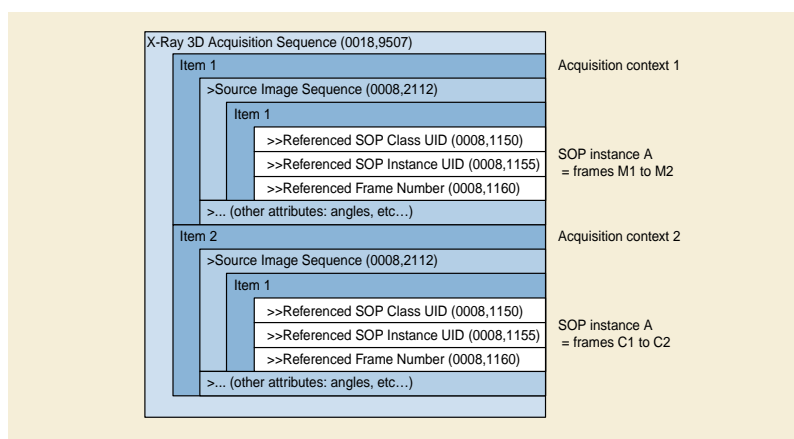 X-Ray 3D Acquisition Sequence (0018,9507)
Item 1
Acquisition context 1
>Source Image Sequence (0008,2112)
Item 1
>>Referenced SOP Class UID (0008,1150)
>>Referenced SOP Instance UID (0008,1155)
>>Referenced Frame Number (0008,1160)
SOP instance A
= frames M1 to M2
>... (other attributes: angles, etc…)
Item 2
Acquisition context 2
>Source Image Sequence (0008,2112)
Item 1
>>Referenced SOP Class UID (0008,1150)
>>Referenced SOP Instance UID (0008,1155)
>>Referenced Frame Number (0008,1160)
SOP instance A
= frames C1 to C2
>... (other attributes: angles, etc…)